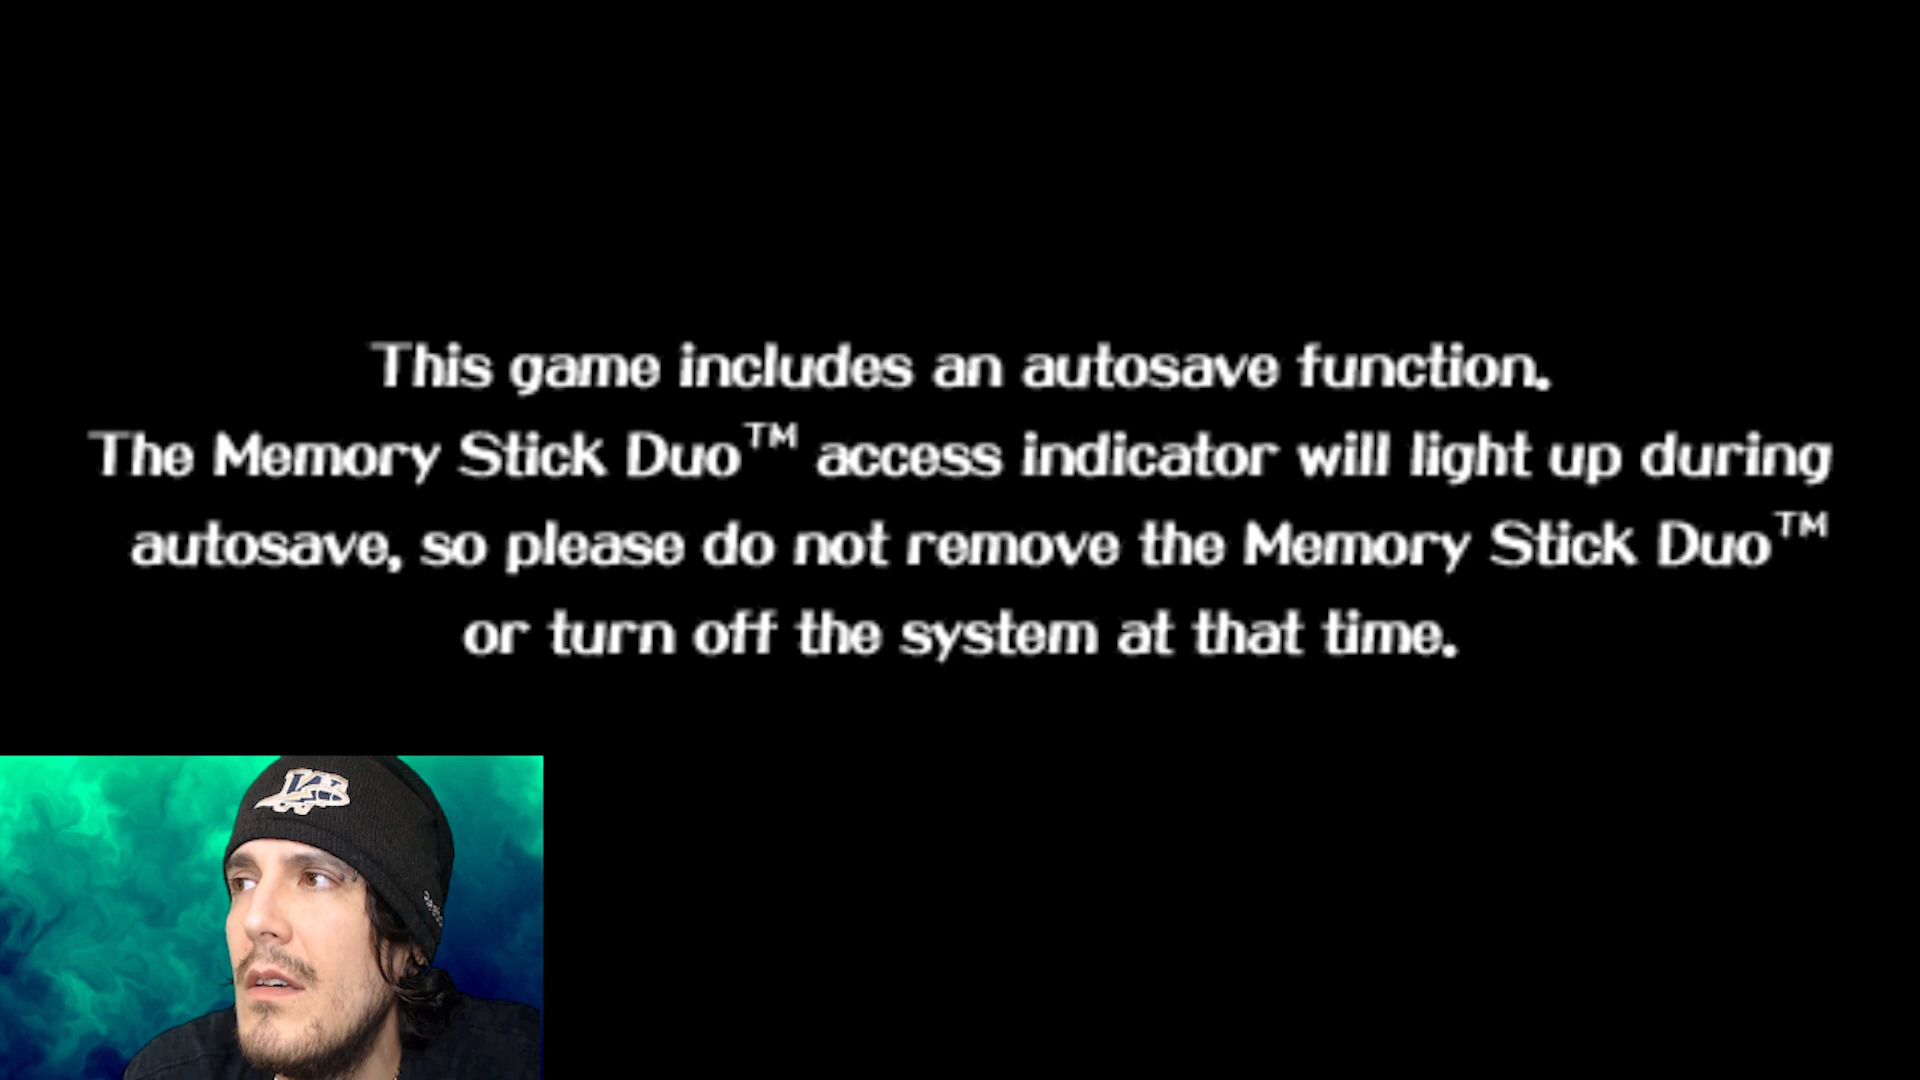 This game includes an autosave function.
The Memory Stick Duo™ access indicator will light up during
autosave, so please do not remove the Memory Stick Duo™
or turn off the system at that time.